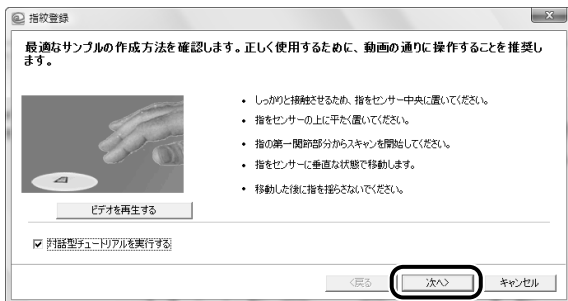 指紋登録
最適なサンプルの作成方法を確認します。正しく使用するために、動画の通りに操作することを推奨し
ます。
• しっかりと接触させるため、指をセンサー中央に置いてください。
• 指をセンサーの上に平たく置いてください。
• 指の第一関節部分からスキャンを開始してください。
• 指をセンサーに垂直な状態で移動します。
• 移動した後に指を揺らさないでください。
ビデオを再生する
対話型チュートリアルを実行する
<戻る 次へ> キャンセル